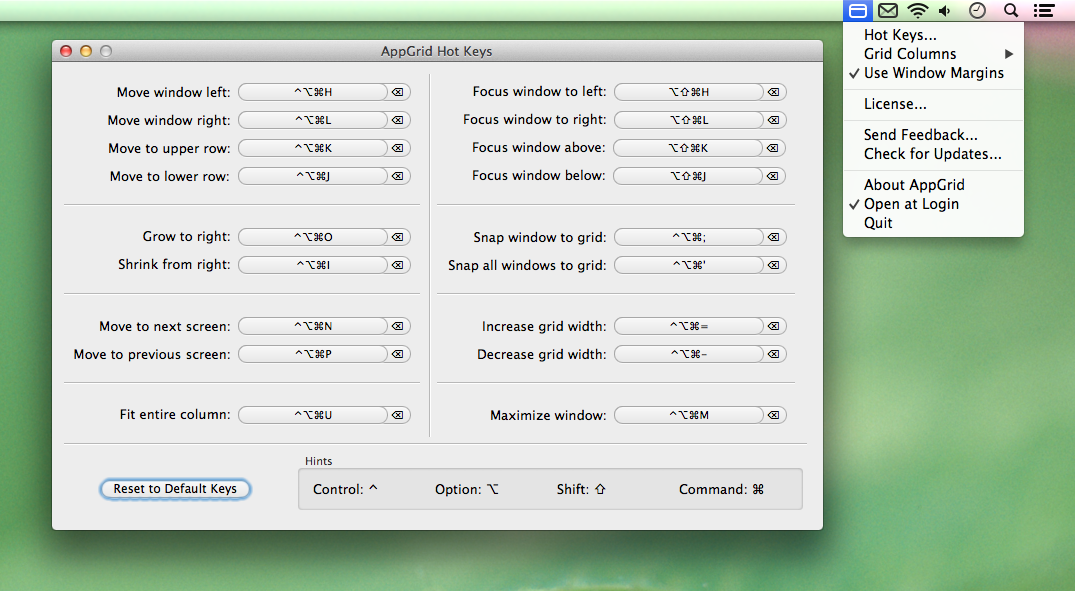 AppGrid Hot Keys
Move window left: ^⌥⌘H
Move window right: ^⌥⌘L
Move to upper row: ^⌥⌘K
Move to lower row: ^⌥⌘J
Grow to right: ^⌥⌘O
Shrink from right: ^⌥⌘I
Move to next screen: ^⌥⌘N
Move to previous screen: ^⌥⌘P
Fit entire column: ^⌥⌘U
Focus window to left: ⌥⇧⌘H
Focus window to right: ⌥⇧⌘L
Focus window above: ⌥⇧⌘K
Focus window below: ⌥⇧⌘J
Snap window to grid: ^⌥⌘;
Snap all windows to grid: ^⌥⌘'
Increase grid width: ^⌥⌘=
Decrease grid width: ^⌥⌘-
Maximize window: ^⌥⌘M
Reset to Default Keys
Hints
Control: ^ Option: ⌥ Shift: ⇧ Command: ⌘
Hot Keys...
Grid Columns ▶
✓ Use Window Margins
License...
Send Feedback...
Check for Updates...
About AppGrid
✓ Open at Login
Quit